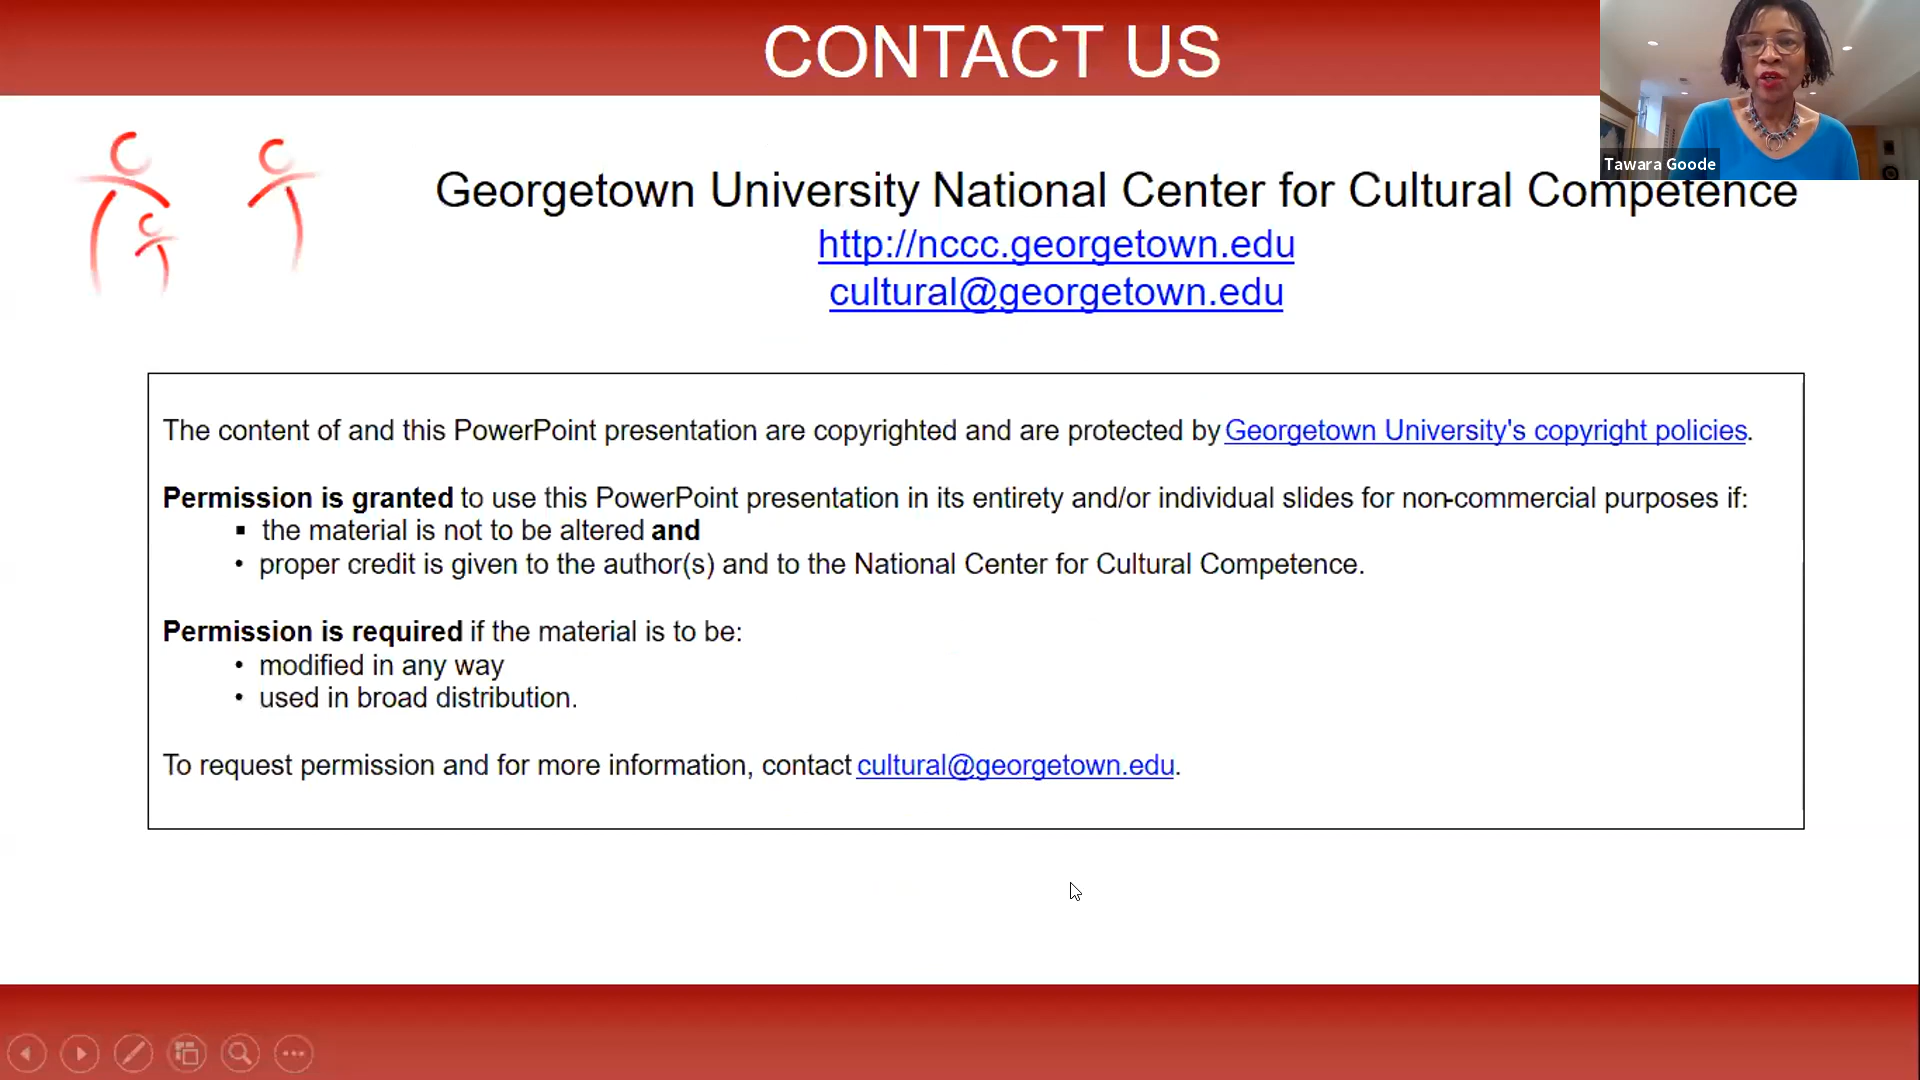 CONTACT US
Tawara Goode
Georgetown University National Center for Cultural Competence
http://nccc.georgetown.edu
cultural@georgetown.edu
The content of and this PowerPoint presentation are copyrighted and are protected by Georgetown University's copyright policies.
Permission is granted to use this PowerPoint presentation in its entirety and/or individual slides for non-commercial purposes if:
▪ the material is not to be altered and
• proper credit is given to the author(s) and to the National Center for Cultural Competence.
Permission is required if the material is to be:
• modified in any way
• used in broad distribution.
To request permission and for more information, contact cultural@georgetown.edu.